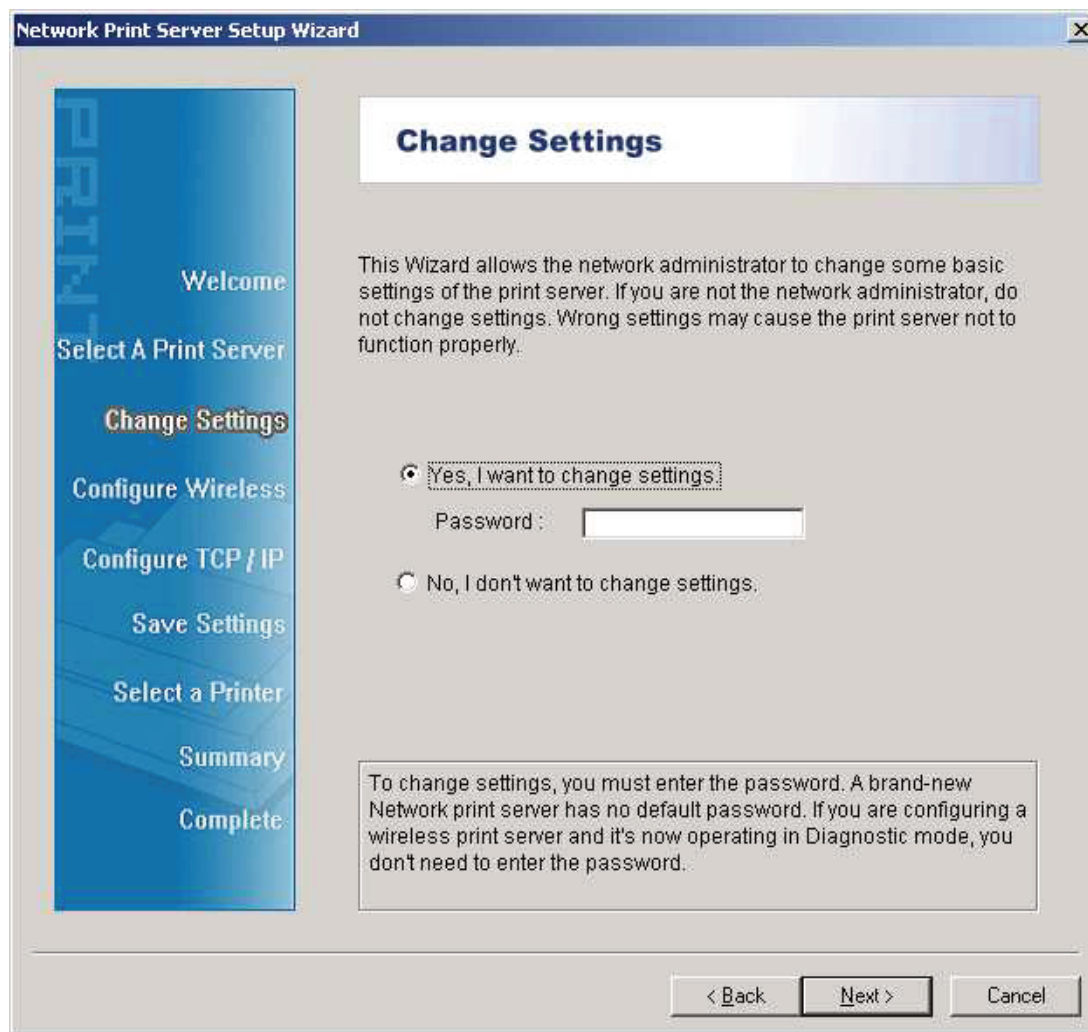 Network Print Server Setup Wizard
PRINT
Welcome
Select A Print Server
Change Settings
Configure Wireless
Configure TCP / IP
Save Settings
Select a Printer
Summary
Complete
Change Settings
This Wizard allows the network administrator to change some basic
settings of the print server. If you are not the network administrator, do
not change settings. Wrong settings may cause the print server not to
function properly.
Yes, I want to change settings.
Password :
No, I don't want to change settings.
To change settings, you must enter the password. A brand-new
Network print server has no default password. If you are configuring a
wireless print server and it's now operating in Diagnostic mode, you
don't need to enter the password.
< Back
Next >
Cancel